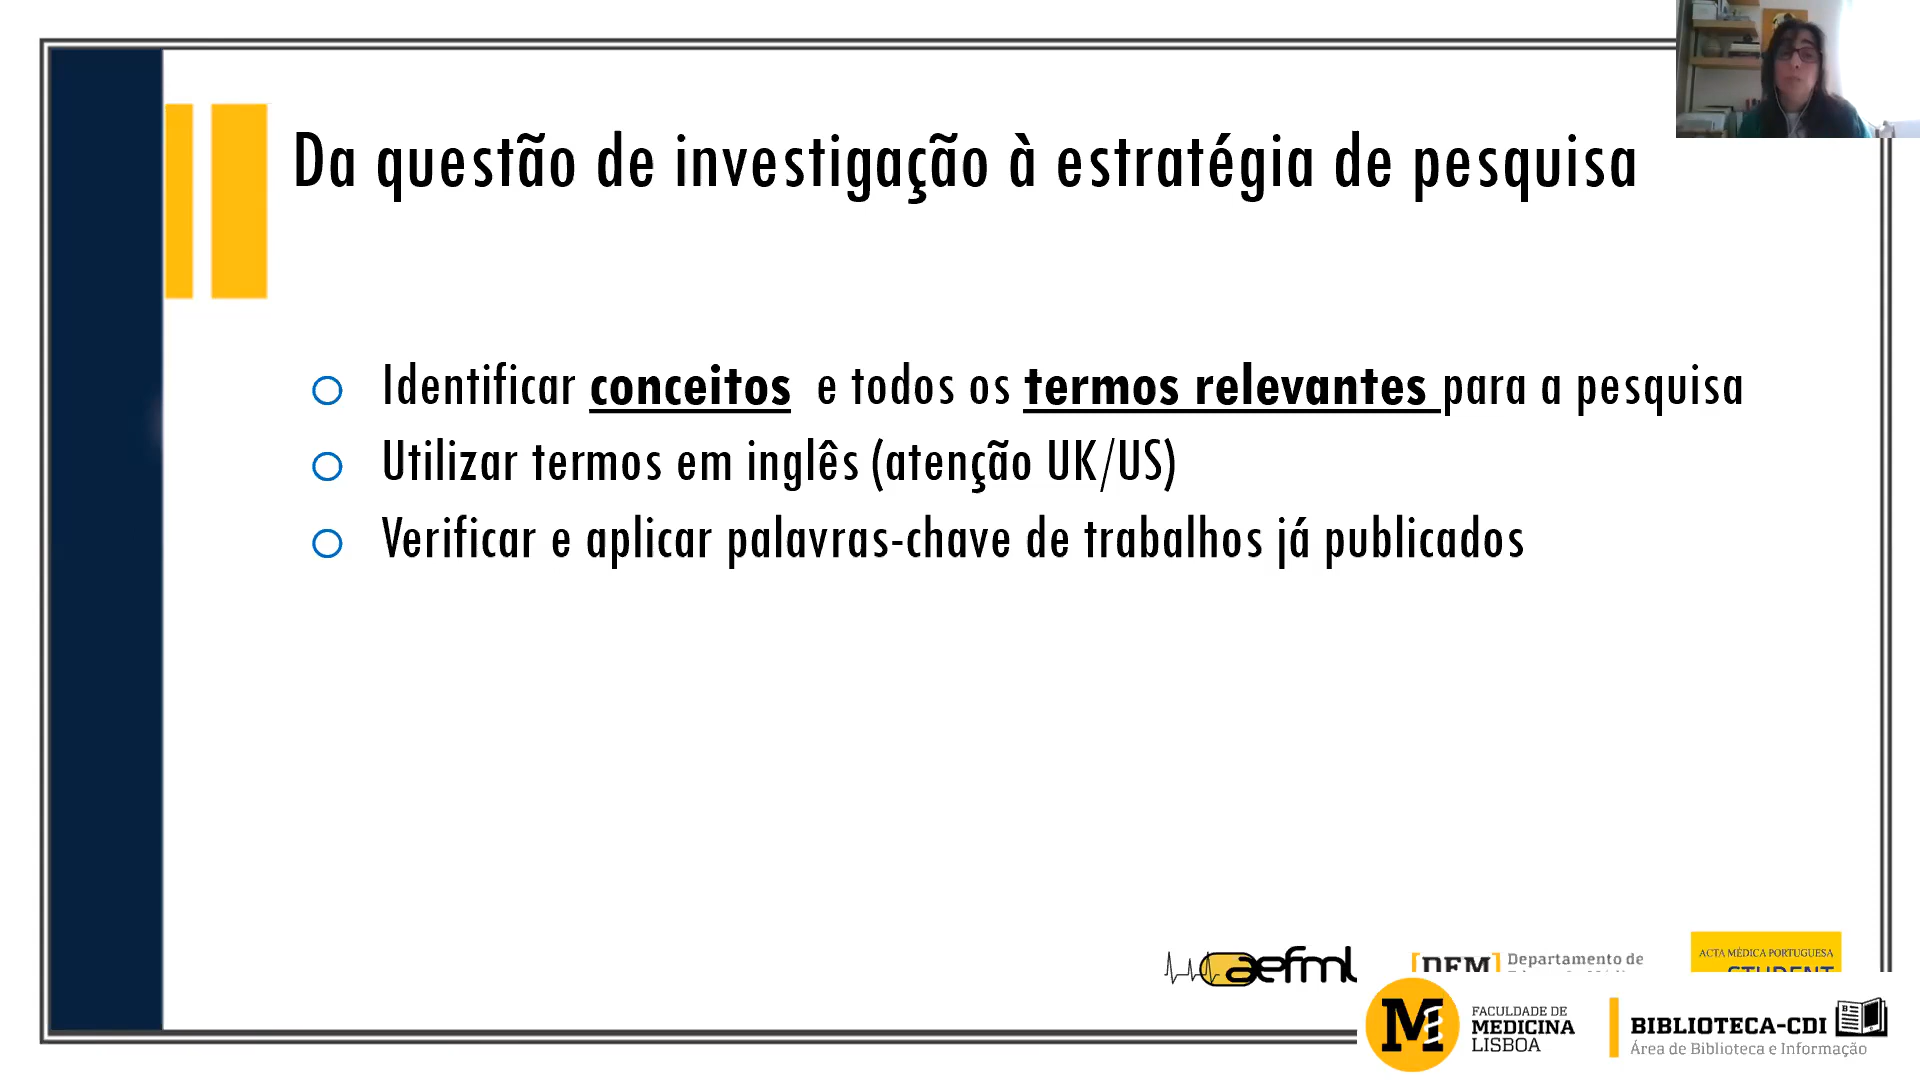 Da questão de investigação à estratégia de pesquisa
Identificar conceitos e todos os termos relevantes para a pesquisa
Utilizar termos em inglês (atenção UK/US)
Verificar e aplicar palavras-chave de trabalhos já publicados
aefml
[DEM] Departamento de
ACTA MÉDICA PORTUGUESA
STUDENT
M
FACULDADE DE
MEDICINA
LISBOA
BIBLIOTECA-CDI
Área de Biblioteca e Informação